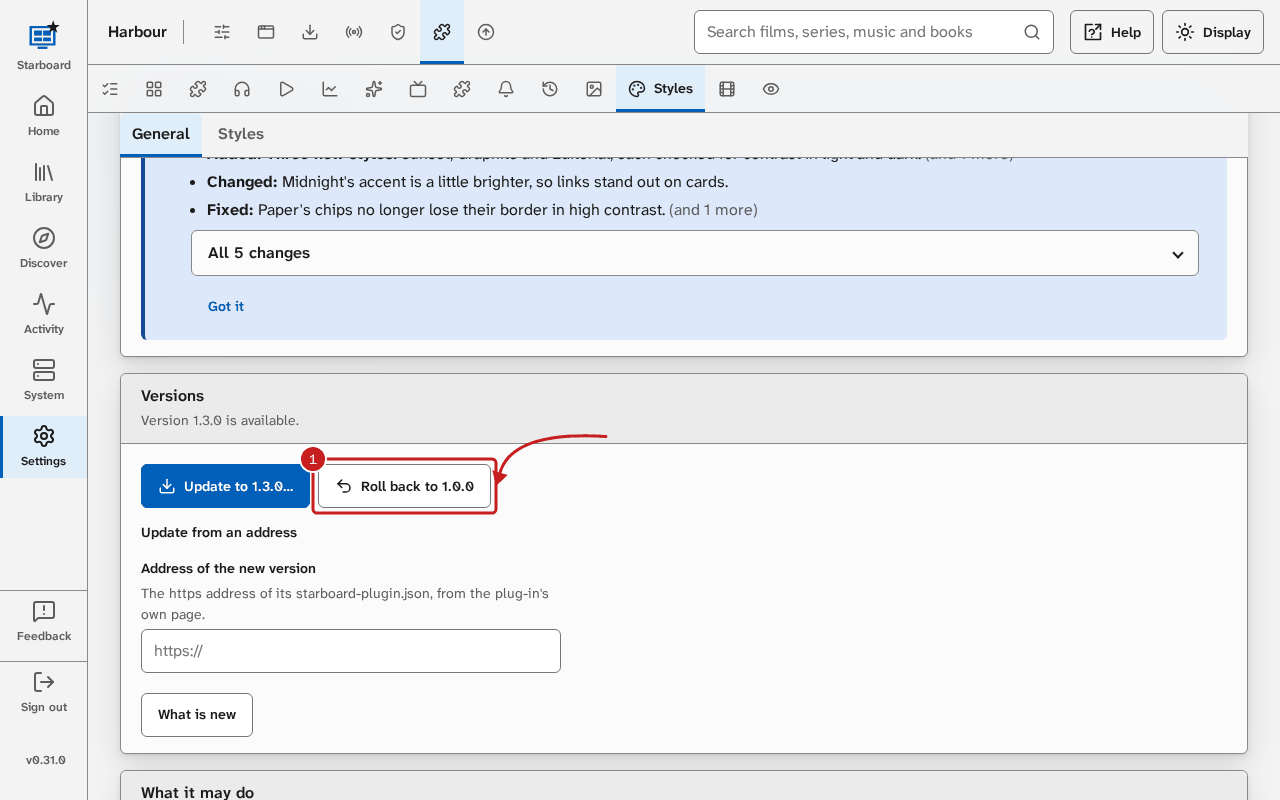 Starboard
Home
Library
Discover
Activity
System
Settings
Feedback
Sign out
v0.31.0
Harbour
Search films, series, music and books
Help
Display
Styles
General
Styles
Changed: Midnight's accent is a little brighter, so links stand out on cards.
Fixed: Paper's chips no longer lose their border in high contrast. (and 1 more)
All 5 changes
Got it
Versions
Version 1.3.0 is available.
1
Update to 1.3.0...
Roll back to 1.0.0
Update from an address
Address of the new version
The https address of its starboard-plugin.json, from the plug-in's
own page.
https://
What is new
What it may do